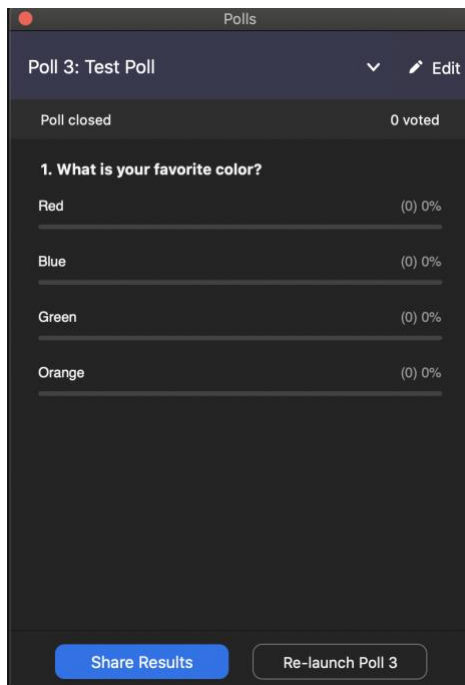 Polls
Poll 3: Test Poll Edit
Poll closed 0 voted
1. What is your favorite color?
Red (0) 0%
Blue (0) 0%
Green (0) 0%
Orange (0) 0%
Share Results Re-launch Poll 3